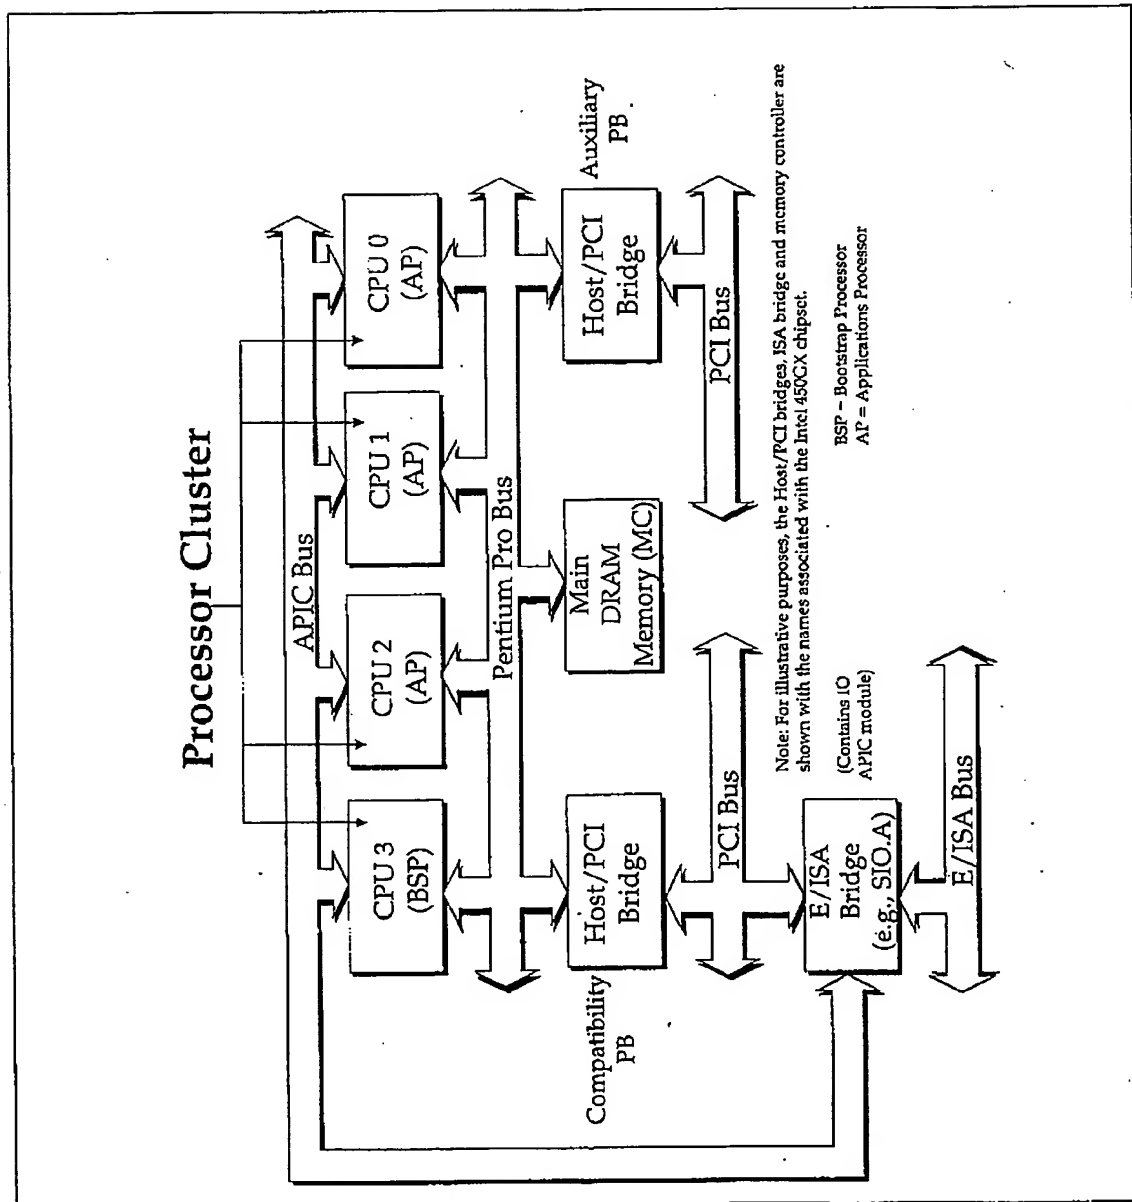 Processor Cluster
APIC Bus
CPU 3
(BSP)
CPU 2
(AP)
CPU 1
(AP)
CPU 0
(AP)
Pentium Pro Bus
Compatibility
PB
Host/PCI
Bridge
Main
DRAM
Memory (MC)
Host/PCI
Bridge
Auxiliary
PB
PCI Bus
PCI Bus
Note: For illustrative purposes, the Host/PCI bridges, ISA bridge and memory controller are
shown with the names associated with the Intel 450GX chipset.
E/ISA
Bridge
(e.g., SIO.A)
(Contains IO
APIC module)
BSP = Bootstrap Processor
AP = Applications Processor
E/ISA Bus